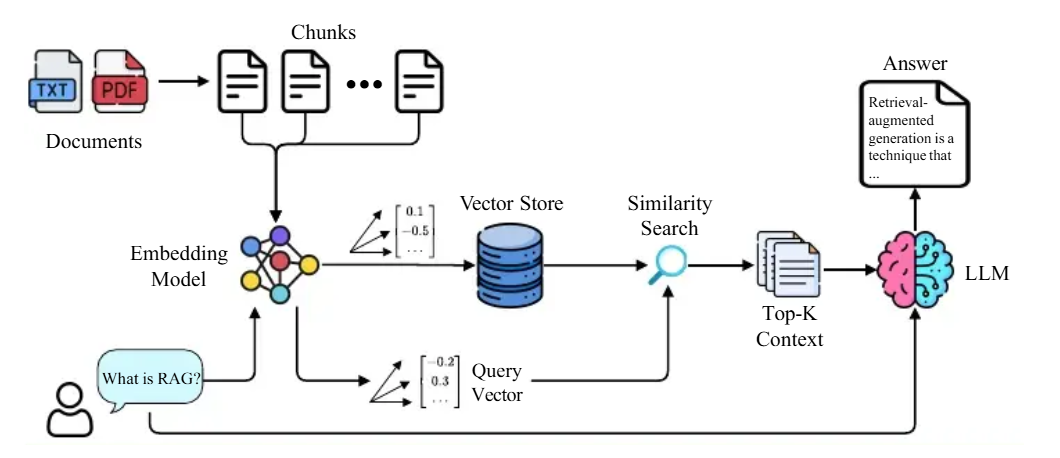 Chunks
TXT
PDF
Documents
Answer
Retrieval-
augmented
generation is a
technique that
...
Embedding
Model
0.1
-0.5
...
Vector Store
Similarity
Search
Top-K
Context
LLM
What is RAG?
-0.2
0.3
...
Query
Vector